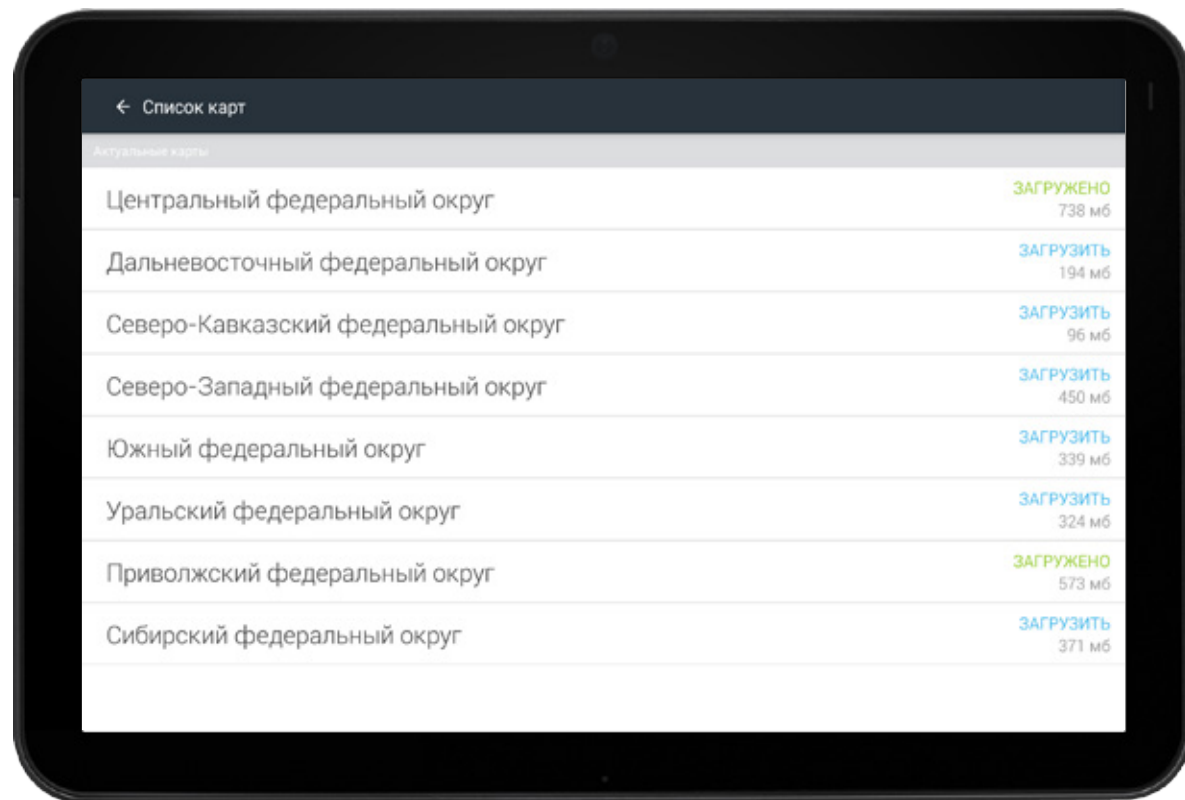 ← Список карт
Актуальные карты
Центральный федеральный округ
ЗАГРУЖЕНО
738 мб
Дальневосточный федеральный округ
ЗАГРУЗИТЬ
194 мб
Северо-Кавказский федеральный округ
ЗАГРУЗИТЬ
96 мб
Северо-Западный федеральный округ
ЗАГРУЗИТЬ
450 мб
Южный федеральный округ
ЗАГРУЗИТЬ
339 мб
Уральский федеральный округ
ЗАГРУЗИТЬ
324 мб
Приволжский федеральный округ
ЗАГРУЖЕНО
573 мб
Сибирский федеральный округ
ЗАГРУЗИТЬ
371 мб